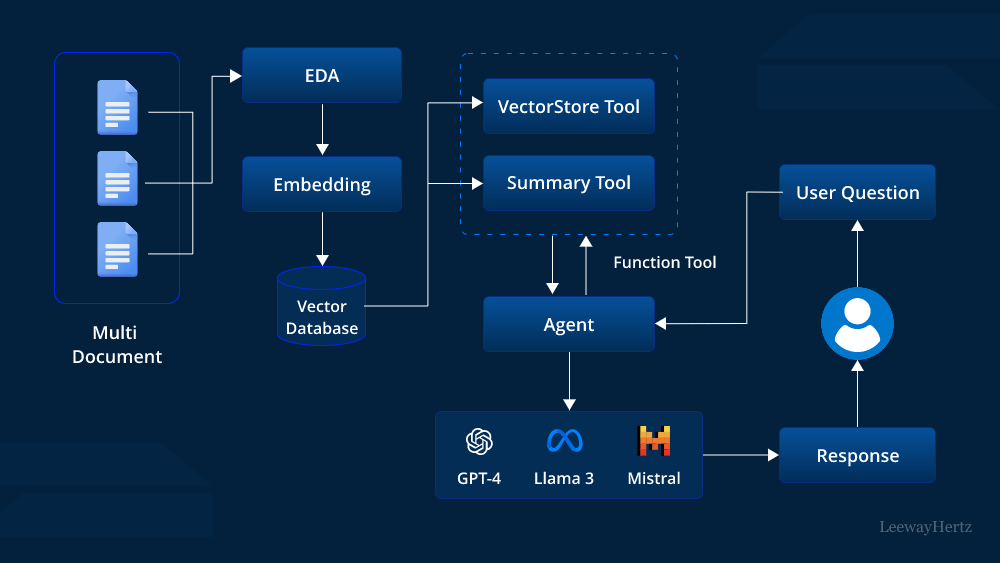 EDA
VectorStore Tool
Embedding
Summary Tool
User Question
Function Tool
Vector
Database
Agent
Multi
Document
GPT-4
Llama 3
Mistral
Response
LeewayHertz